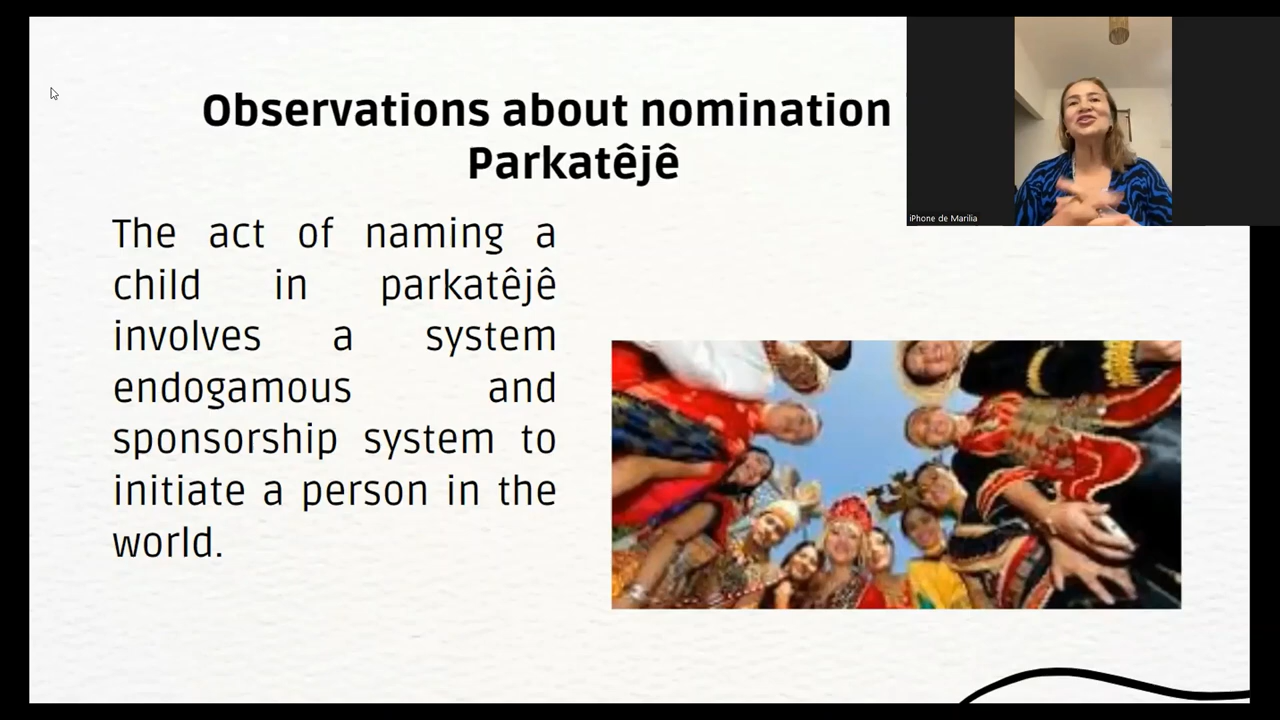 Observations about nomination
Parkatêjê
The act of naming a
child in parkatêjê
involves a system
endogamous and
sponsorship system to
initiate a person in the
world.
iPhone de Marilia